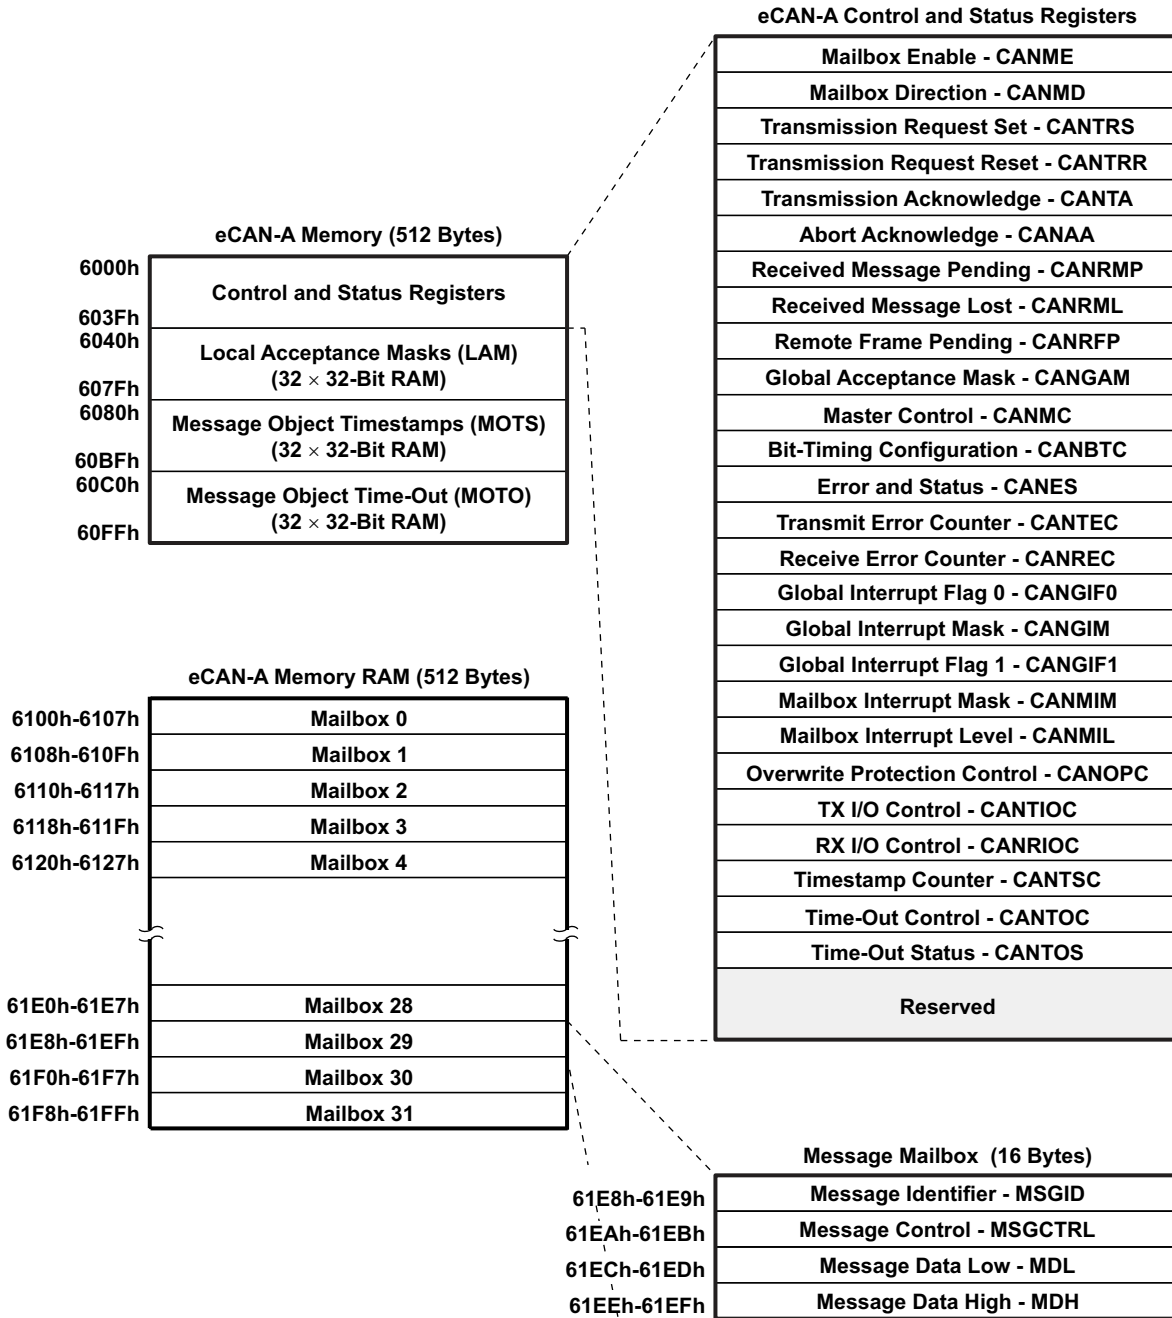 eCAN-A Control and Status Registers
Mailbox Enable - CANME
Mailbox Direction - CANMD
Transmission Request Set - CANTRS
Transmission Request Reset - CANTRR
Transmission Acknowledge - CANTA
Abort Acknowledge - CANAA
Received Message Pending - CANRMP
Received Message Lost - CANRML
Remote Frame Pending - CANRFP
Global Acceptance Mask - CANGAM
Master Control - CANMC
Bit-Timing Configuration - CANBTC
Error and Status - CANES
Transmit Error Counter - CANTEC
Receive Error Counter - CANREC
Global Interrupt Flag 0 - CANGIF0
Global Interrupt Mask - CANGIM
Global Interrupt Flag 1 - CANGIF1
Mailbox Interrupt Mask - CANMIM
Mailbox Interrupt Level - CANMIL
Overwrite Protection Control - CANOPC
TX I/O Control - CANTIOC
RX I/O Control - CANRIOC
Timestamp Counter - CANTSC
Time-Out Control - CANTOC
Time-Out Status - CANTOS
Reserved
eCAN-A Memory (512 Bytes)
6000h
Control and Status Registers
603Fh
6040h
Local Acceptance Masks (LAM)
(32 × 32-Bit RAM)
607Fh
6080h
Message Object Timestamps (MOTS)
(32 × 32-Bit RAM)
60BFh
60C0h
Message Object Time-Out (MOTO)
(32 × 32-Bit RAM)
60FFh
eCAN-A Memory RAM (512 Bytes)
6100h-6107h Mailbox 0
6108h-610Fh Mailbox 1
6110h-6117h Mailbox 2
6118h-611Fh Mailbox 3
6120h-6127h Mailbox 4
61E0h-61E7h Mailbox 28
61E8h-61EFh Mailbox 29
61F0h-61F7h Mailbox 30
61F8h-61FFh Mailbox 31
Message Mailbox (16 Bytes)
61E8h-61E9h Message Identifier - MSGID
61EAh-61EBh Message Control - MSGCTRL
61ECh-61EDh Message Data Low - MDL
61EEh-61EFh Message Data High - MDH